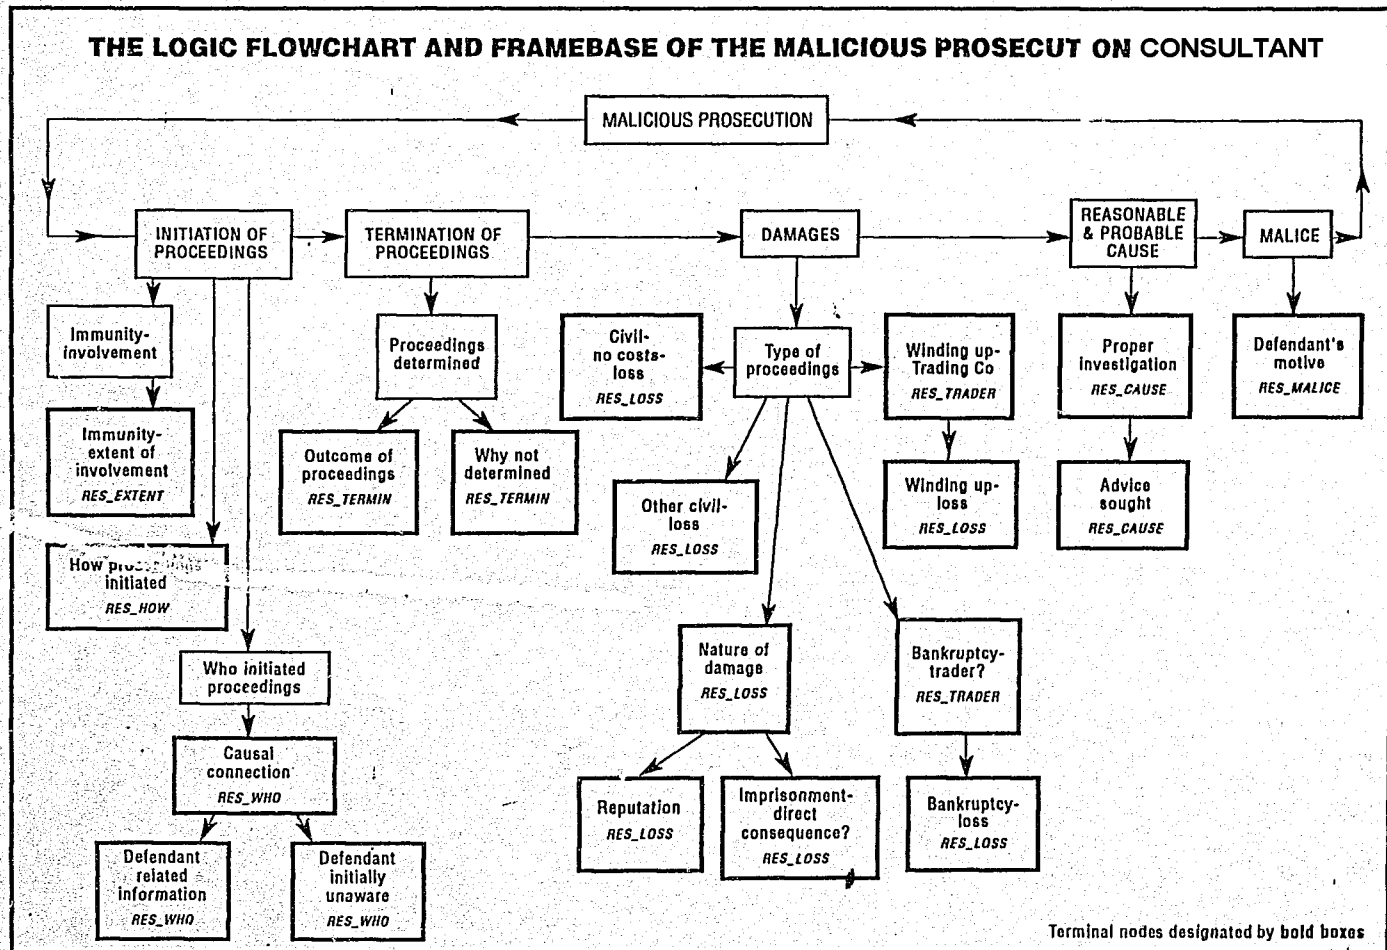 THE LOGIC FLOWCHART AND FRAMEBASE OF THE MALICIOUS PROSECUT ON CONSULTANT
MALICIOUS PROSECUTION
INITIATION OF
PROCEEDINGS
TERMINATION OF
PROCEEDINGS
DAMAGES
REASONABLE
& PROBABLE
CAUSE
MALICE
Immunity-
involvement
Immunity-
extent of
involvement
RES_EXTENT
How
initiated
RES_HOW
Who initiated
proceedings
Causal
connection
RES_WHO
Defendant
related
information
RES_WHO
Defendant
initially
unaware
RES_WHO
Proceedings
determined
Outcome of
proceedings
RES_TERMIN
Why not
determined
RES_TERMIN
Civil-
no costs-
loss
RES_LOSS
Type of
proceedings
Winding up-
Trading Co
RES_TRADER
Winding up-
loss
RES_LOSS
Other civil-
loss
RES_LOSS
Nature of
damage
RES_LOSS
Reputation
RES_LOSS
Imprisonment-
direct
consequence?
RES_LOSS
Bankruptcy-
trader?
RES_TRADER
Bankruptcy-
loss
RES_LOSS
Proper
investigation
RES_CAUSE
Advice
sought
RES_CAUSE
Defendant's
motive
RES_MALICE
Terminal nodes designated by bold boxes